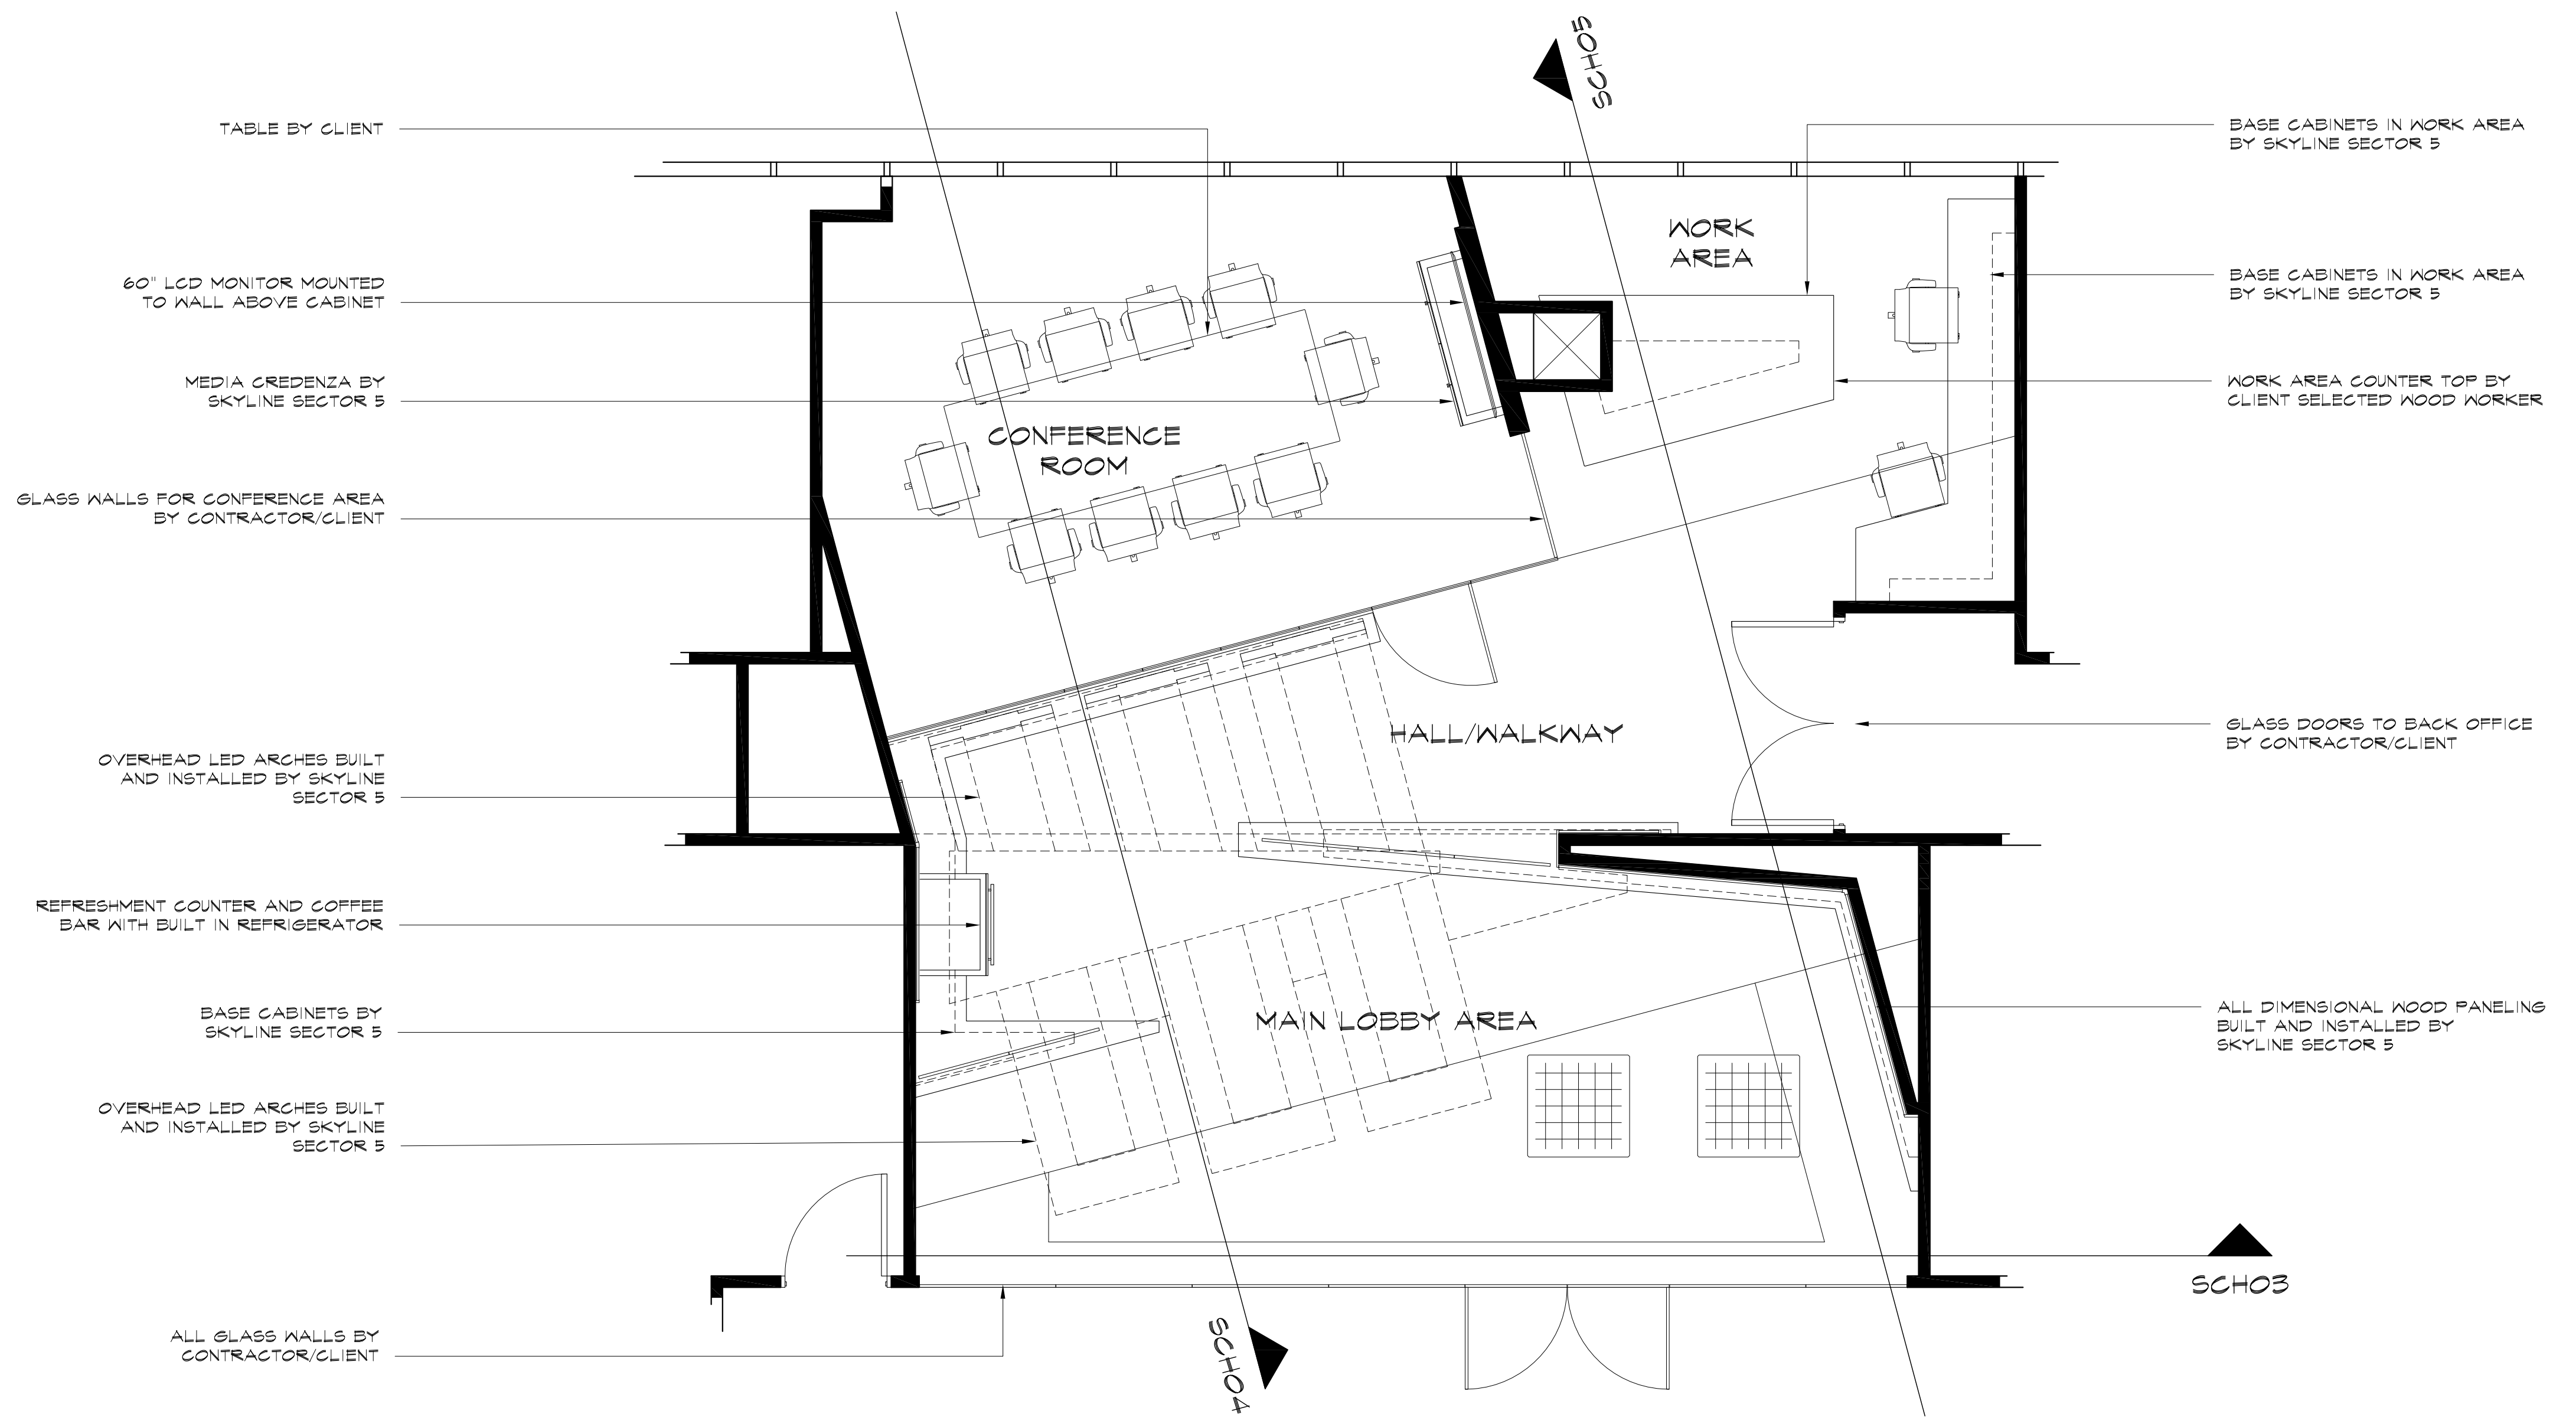 SCH05
TABLE BY CLIENT
60" LCD MONITOR MOUNTED
TO WALL ABOVE CABINET
MEDIA CREDENZA BY
SKYLINE SECTOR 5
GLASS WALLS FOR CONFERENCE AREA
BY CONTRACTOR/CLIENT
OVERHEAD LED ARCHES BUILT
AND INSTALLED BY SKYLINE
SECTOR 5
REFRESHMENT COUNTER AND COFFEE
BAR WITH BUILT IN REFRIGERATOR
BASE CABINETS BY
SKYLINE SECTOR 5
OVERHEAD LED ARCHES BUILT
AND INSTALLED BY SKYLINE
SECTOR 5
ALL GLASS WALLS BY
CONTRACTOR/CLIENT
WORK
AREA
CONFERENCE
ROOM
HALL/WALKWAY
MAIN LOBBY AREA
SCH04
BASE CABINETS IN WORK AREA
BY SKYLINE SECTOR 5
BASE CABINETS IN WORK AREA
BY SKYLINE SECTOR 5
WORK AREA COUNTER TOP BY
CLIENT SELECTED WOOD WORKER
GLASS DOORS TO BACK OFFICE
BY CONTRACTOR/CLIENT
ALL DIMENSIONAL WOOD PANELING
BUILT AND INSTALLED BY
SKYLINE SECTOR 5
SCH03